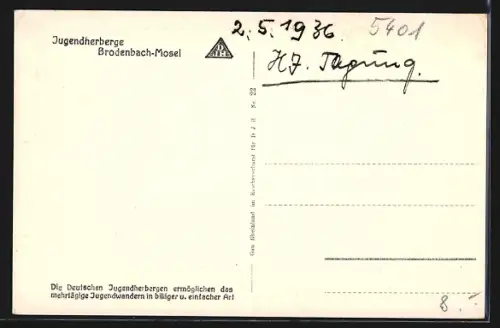 Jugendherberge
Brodenbach-Mosel
2.5.1936.
5401
HJ. Tagung.
Die Deutschen Jugendherbergen ermöglichen das
mehrtägige Jugendwandern in billiger u. einfacher Art
8.-